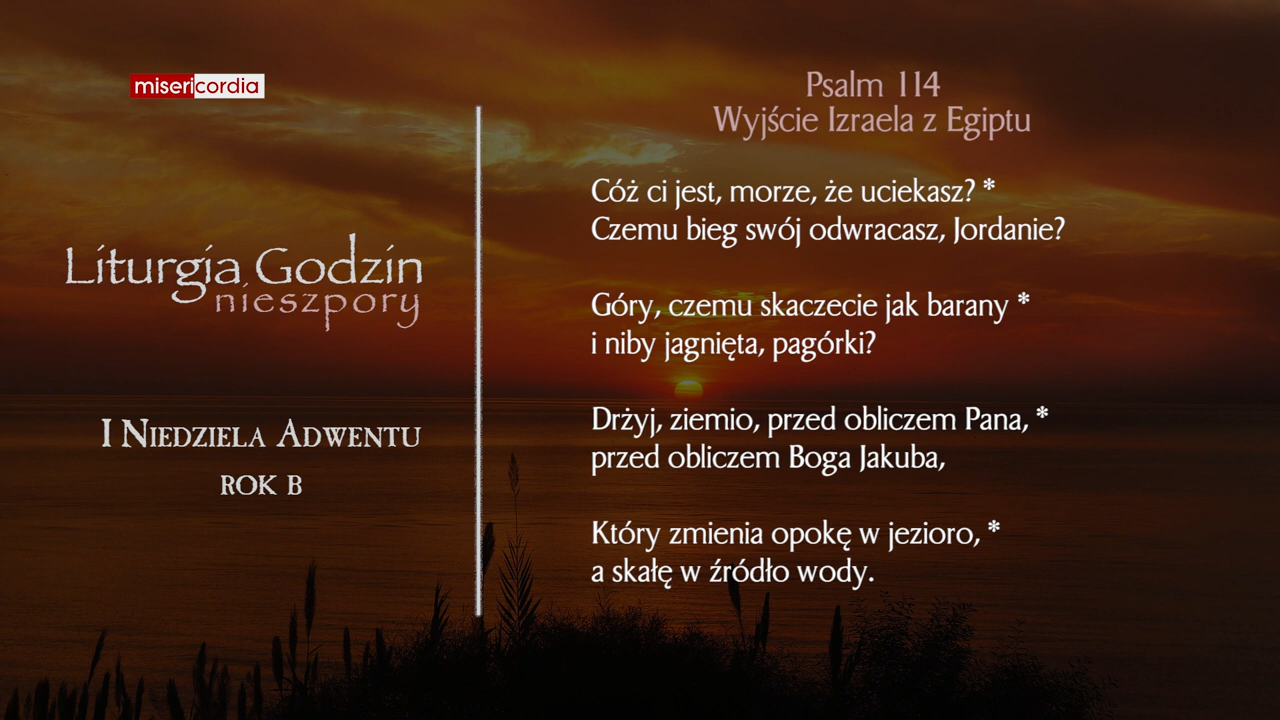 misericordia
Liturgia Godzin
nieszpory
I Niedziela Adwentu
rok B
Psalm 114
Wyjście Izraela z Egiptu
Cóż ci jest, morze, że uciekasz? *
Czemu bieg swój odwracasz, Jordanie?
Góry, czemu skaczecie jak barany *
i niby jagnięta, pagórki?
Drżyj, ziemio, przed obliczem Pana, *
przed obliczem Boga Jakuba,
Który zmienia opokę w jezioro, *
a skałę w źródło wody.